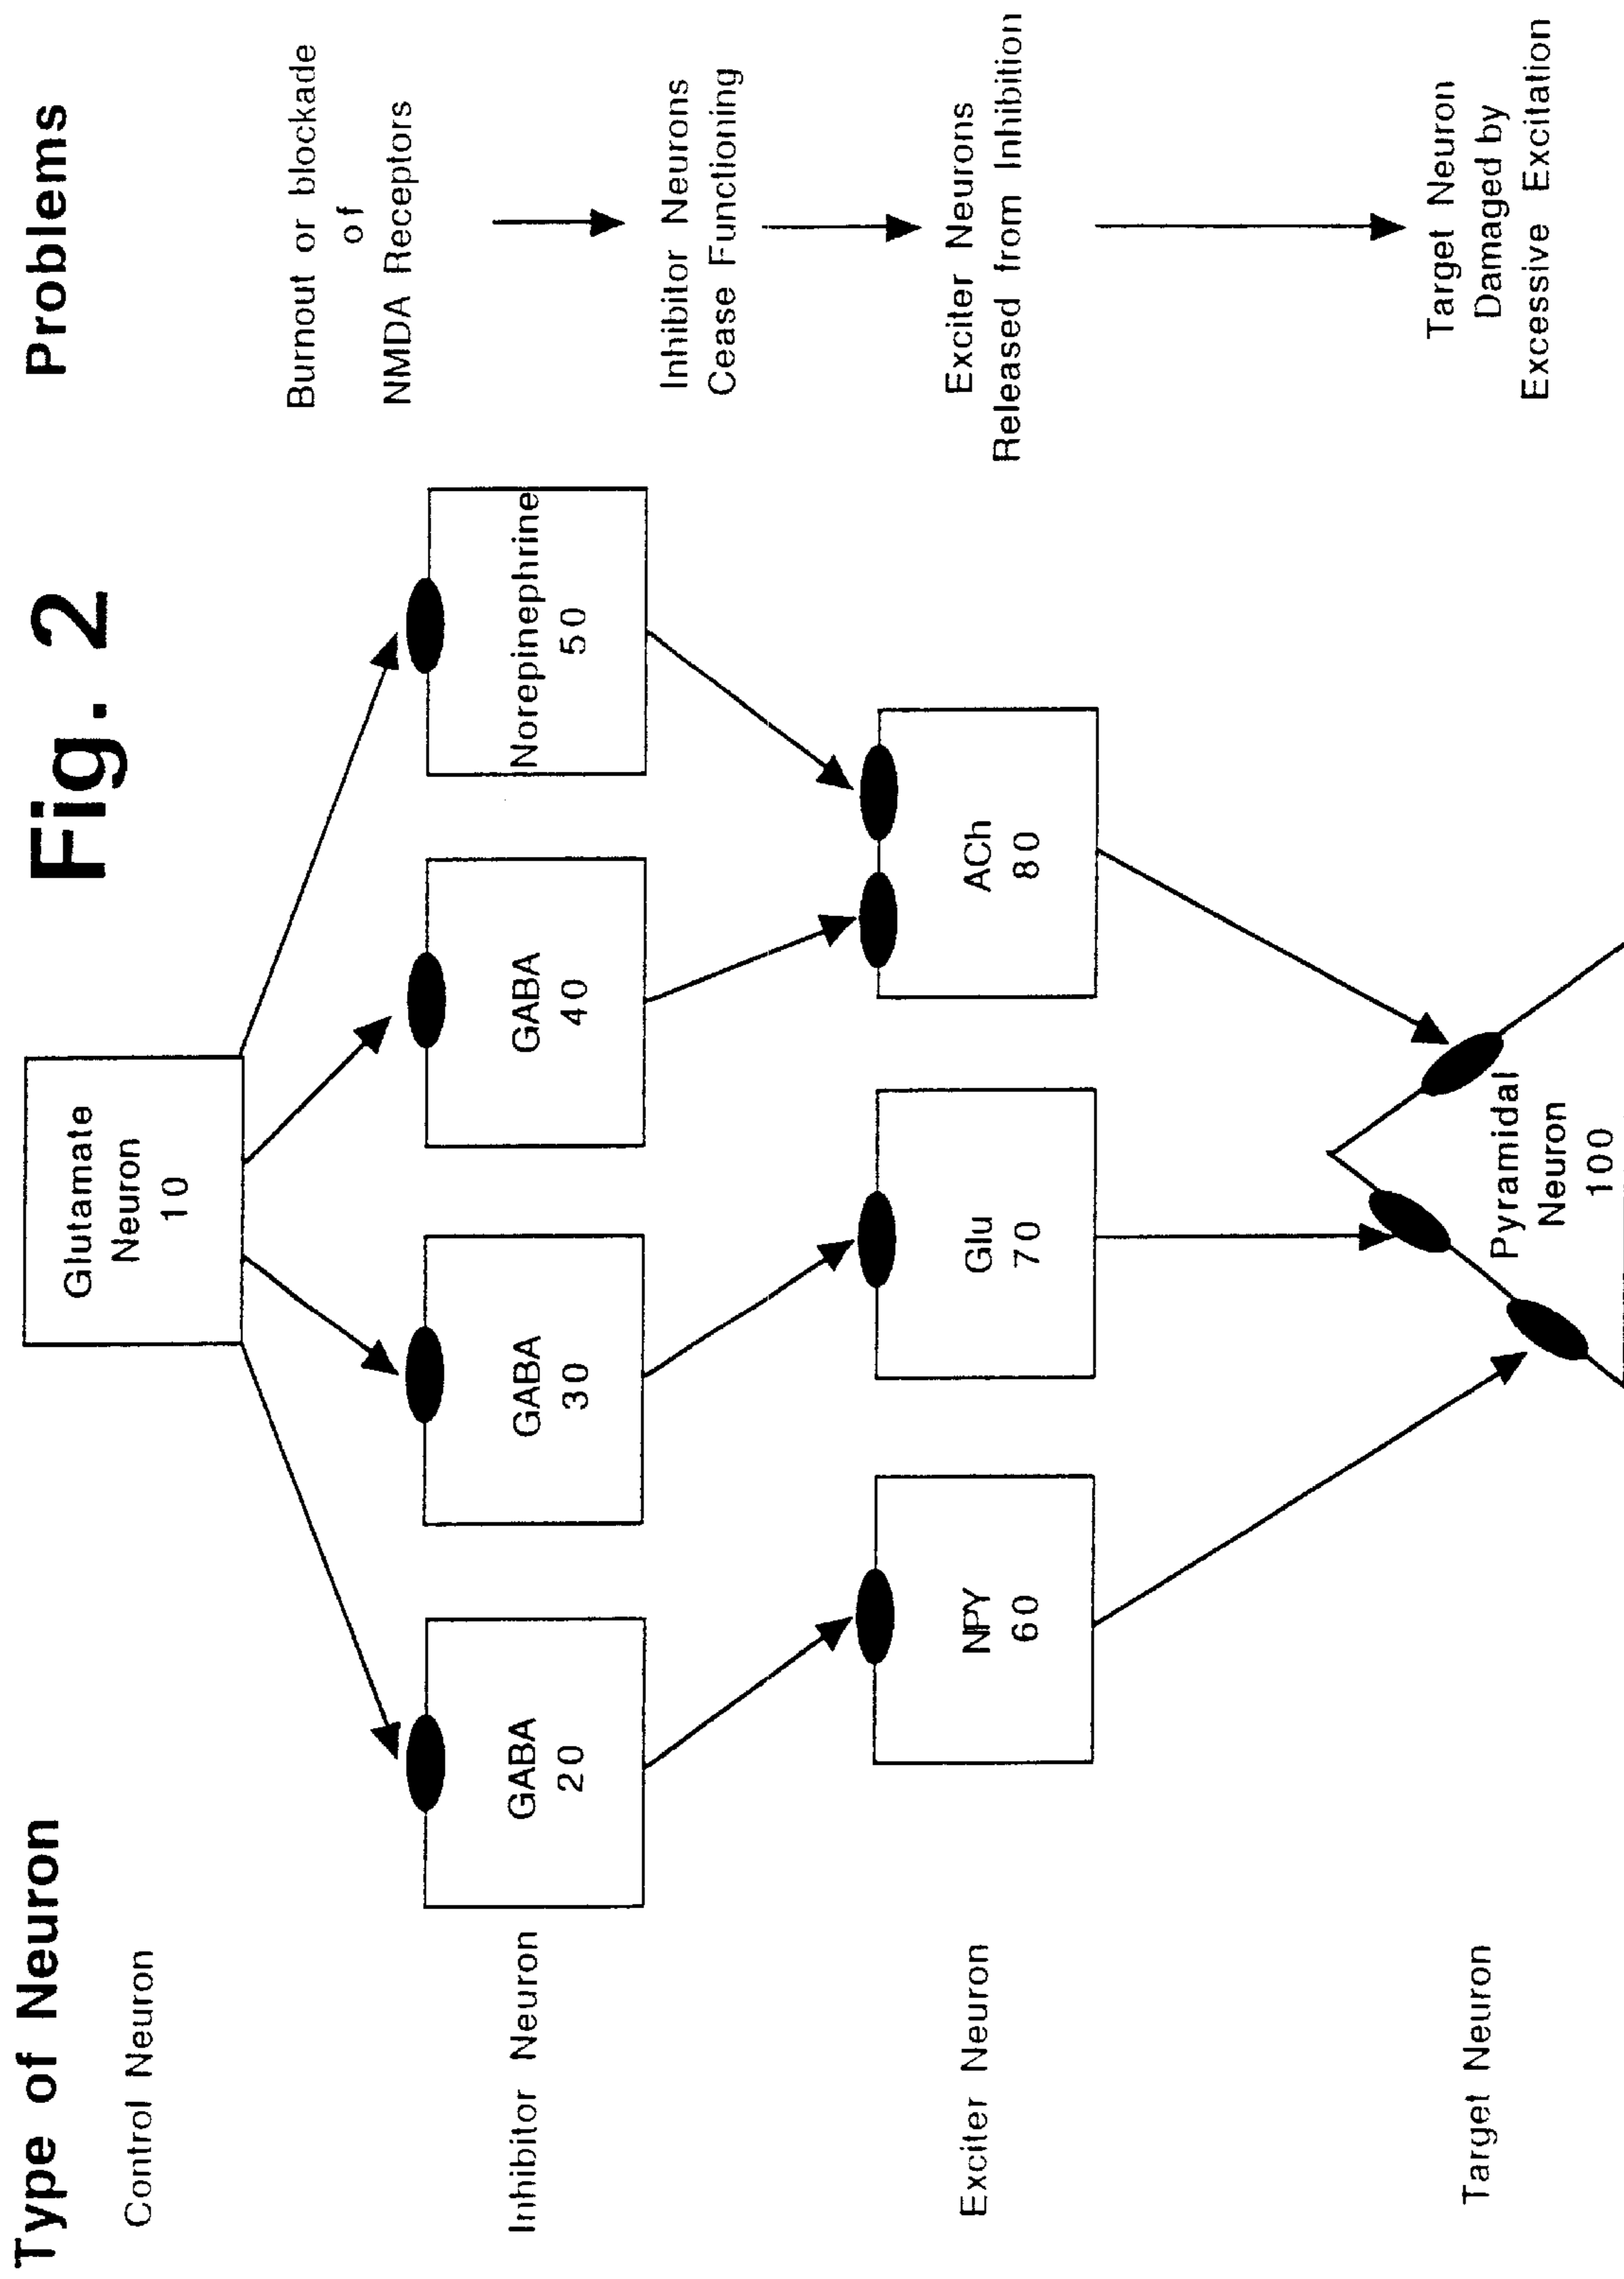 Fig. 2
Type of Neuron
Problems
Control Neuron
Glutamate
Neuron
10
Burnout or blockade
of
NMDA Receptors
Inhibitor Neuron
GABA
20
GABA
30
GABA
40
Norepinephrine
50
Inhibitor Neurons
Cease Functioning
Exciter Neuron
NPY
60
Glu
70
ACh
80
Exciter Neurons
Released from Inhibition
Target Neuron
Pyramidal
Neuron
100
Target Neuron
Damaged by
Excessive Excitation